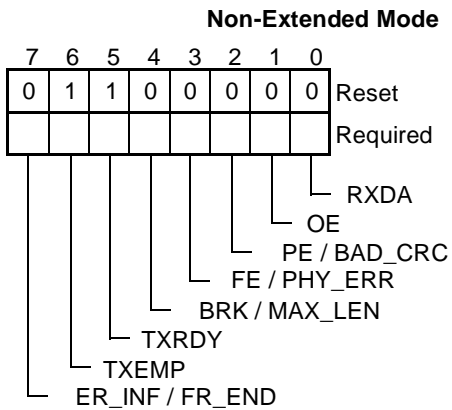 Non-Extended Mode
7 6 5 4 3 2 1 0
0 1 1 0 0 0 0 0 Reset
Required
RXDA
OE
PE / BAD_CRC
FE / PHY_ERR
BRK / MAX_LEN
TXRDY
TXEMP
ER_INF / FR_END